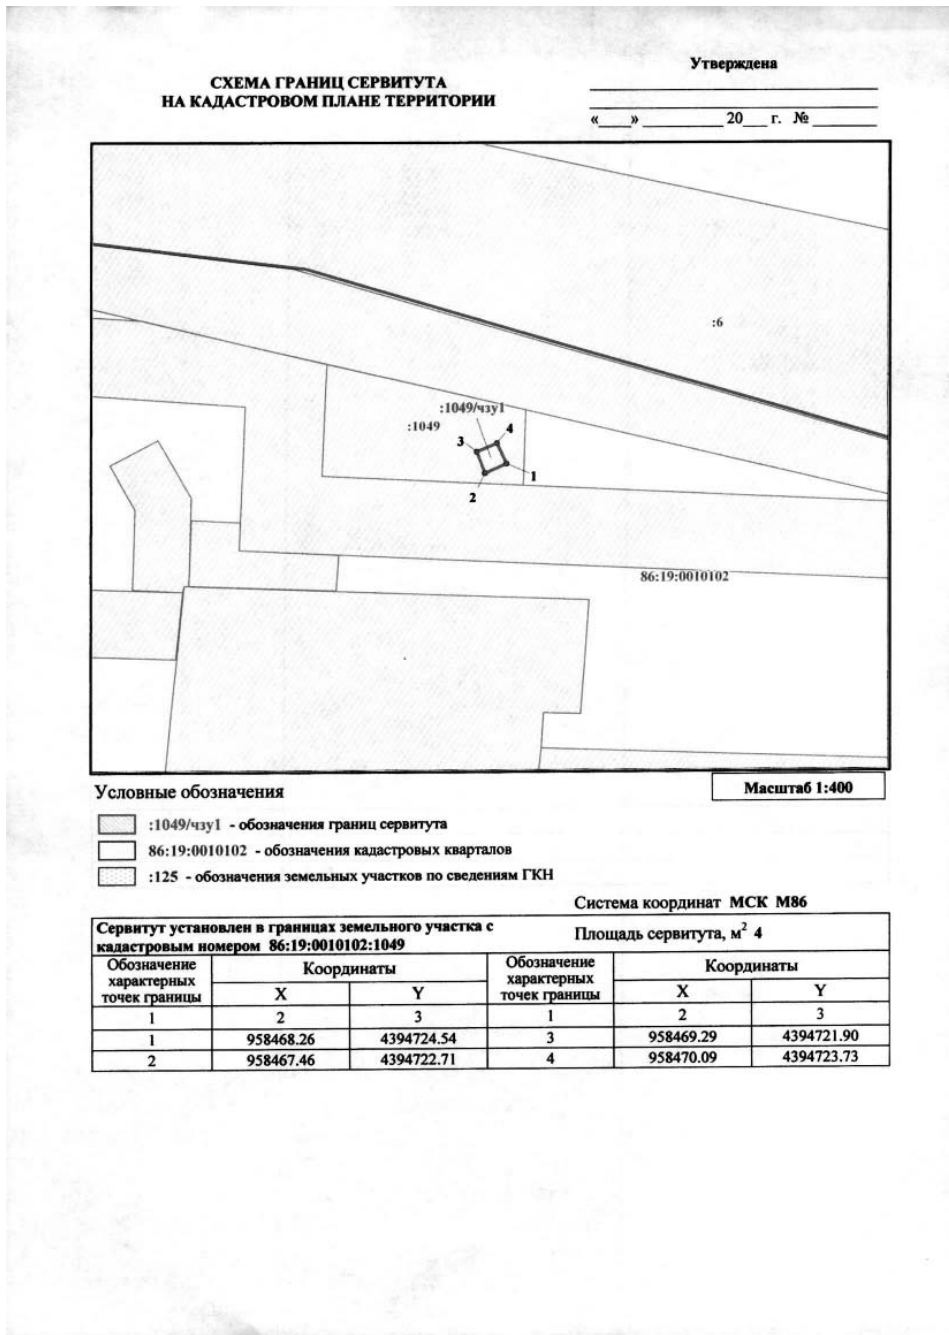 Утверждена
СХЕМА ГРАНИЦ СЕРВИТУТА
НА КАДАСТРОВОМ ПЛАНЕ ТЕРРИТОРИИ
«___» __________ 20___ г. № ________
:6
:1049/чзу1
:1049
4
3
1
2
86:19:0010102
Условные обозначения
Масштаб 1:400
:1049/чзу1 - обозначения границ сервитута
86:19:0010102 - обозначения кадастровых кварталов
:125 - обозначения земельных участков по сведениям ГКН
Система координат МСК М86
Сервитут установлен в границах земельного участка с
кадастровым номером 86:19:0010102:1049
Площадь сервитута, м² 4
Обозначение характерных точек границы Координаты Обозначение характерных точек границы Координаты
X Y X Y
1 2 3 1 2 3
1 958468.26 4394724.54 3 958469.29 4394721.90
2 958467.46 4394722.71 4 958470.09 4394723.73